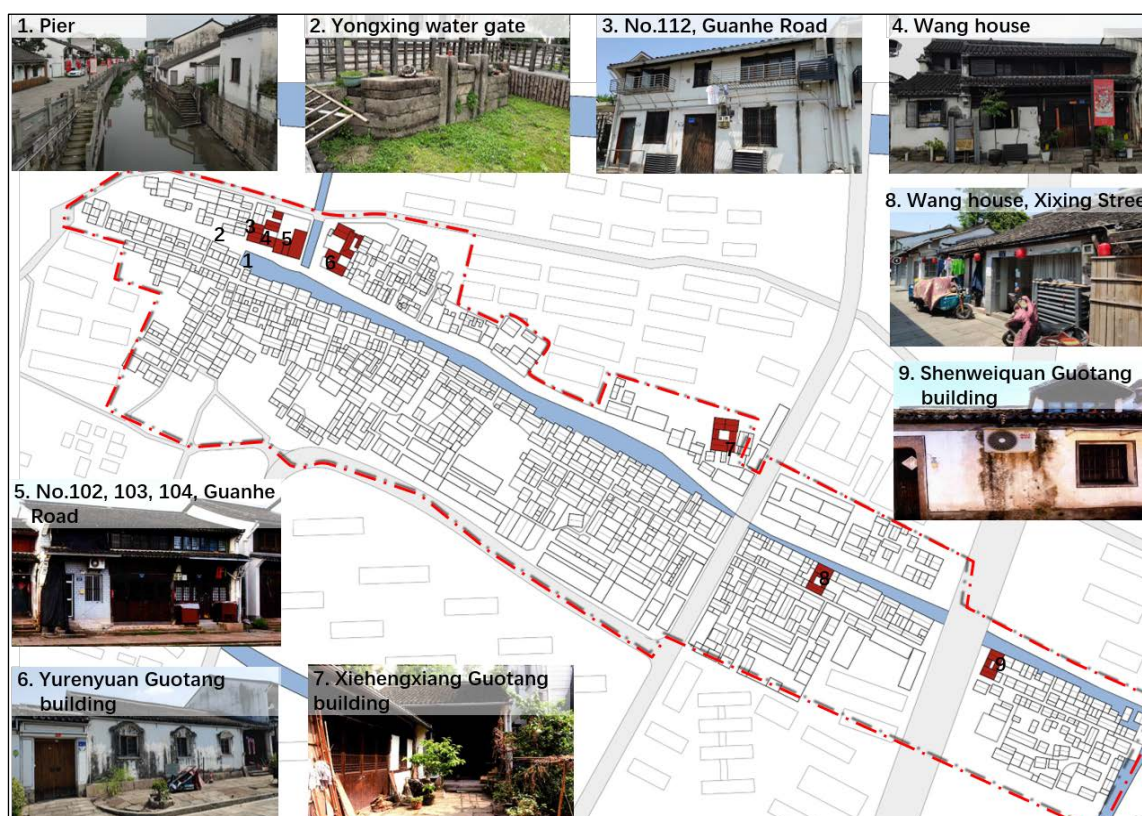 1. Pier
2. Yongxing water gate
3. No.112, Guanhe Road
4. Wang house
8. Wang house, Xixing Stree
9. Shenweiquan Guotang
building
3
2
4
5
1
6
7
5. No.102, 103, 104, Guanhe
Road
8
6. Yurenyuan Guotang
building
7. Xiehengxiang Guotang
building
9